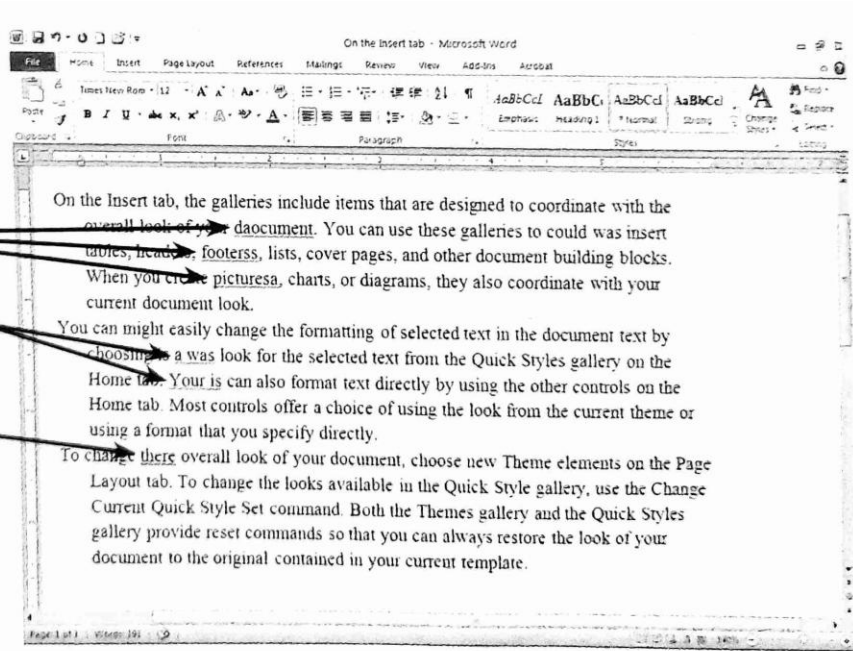 On the Insert tab - Microsoft Word
File Home Insert Page Layout References Mailings Review View Add-Ins Acrobat
Times New Rom 12
AaBbCcI AaBbC AaBbCcI AaBbCcI
Find
Replace
Select
Paste
Emphasis Heading 1 Normal Strong Change Styles
Clipboard Font Paragraph Styles Editing
On the Insert tab, the galleries include items that are designed to coordinate with the
overall look of your daocument. You can use these galleries to could was insert
tables, headers, footerss, lists, cover pages, and other document building blocks.
When you create picturesa, charts, or diagrams, they also coordinate with your
current document look.
You can might easily change the formatting of selected text in the document text by
choosing is a was look for the selected text from the Quick Styles gallery on the
Home tab. Your is can also format text directly by using the other controls on the
Home tab. Most controls offer a choice of using the look from the current theme or
using a format that you specify directly.
To change there overall look of your document, choose new Theme elements on the Page
Layout tab. To change the looks available in the Quick Style gallery, use the Change
Current Quick Style Set command. Both the Themes gallery and the Quick Styles
gallery provide reset commands so that you can always restore the look of your
document to the original contained in your current template.
Page: 1 of 1 Words: 191 140%